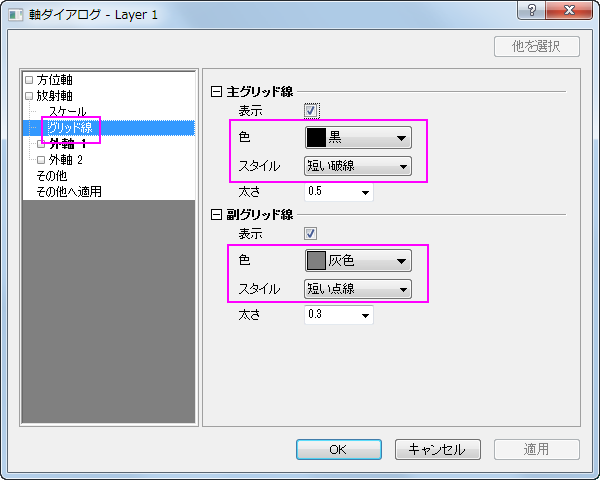 軸ダイアログ - Layer 1
他を選択
方位軸
放射軸
スケール
グリッド線
外軸 1
外軸 2
その他
その他へ適用
主グリッド線
表示
色 黒
スタイル 短い破線
太さ 0.5
副グリッド線
表示
色 灰色
スタイル 短い点線
太さ 0.3
OK キャンセル 適用